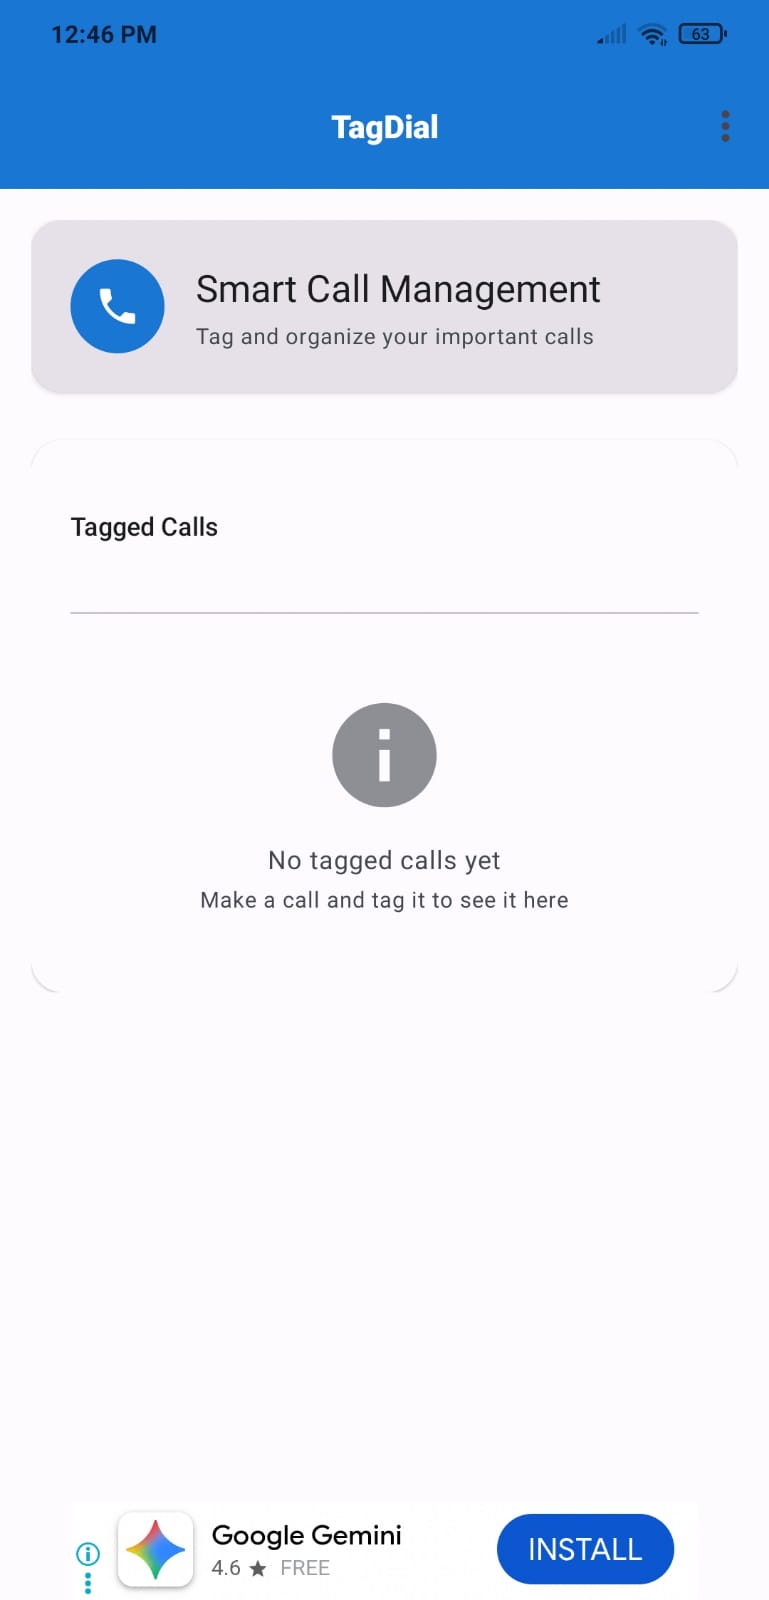 12:46 PM
63
TagDial
Smart Call Management
Tag and organize your important calls
Tagged Calls
No tagged calls yet
Make a call and tag it to see it here
Google Gemini
4.6 ★ FREE
INSTALL